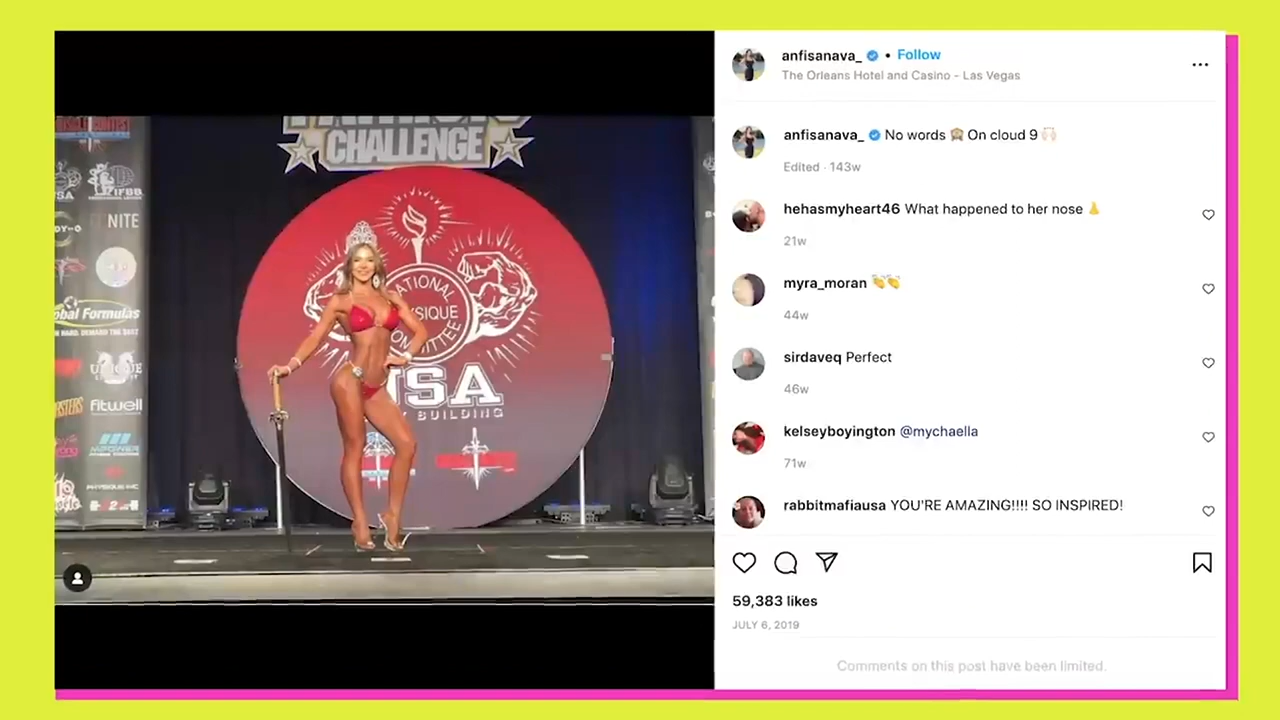 CHALLENGE
NITE
Global Formulas
fitwell
NATIONAL
PHYSIQUE
COMMITTEE
USA
BUILDING
anfisanava_ • Follow
The Orleans Hotel and Casino - Las Vegas
anfisanava_ No words 🙈 On cloud 9 👼🏻
Edited · 143w
hehasmyheart46 What happened to her nose 👃
21w
myra_moran 👏👏
44w
sirdaveq Perfect
46w
kelseyboyington @mychaella
71w
rabbitmafiausa YOU'RE AMAZING!!!! SO INSPIRED!
59,383 likes
JULY 6, 2019
Comments on this post have been limited.